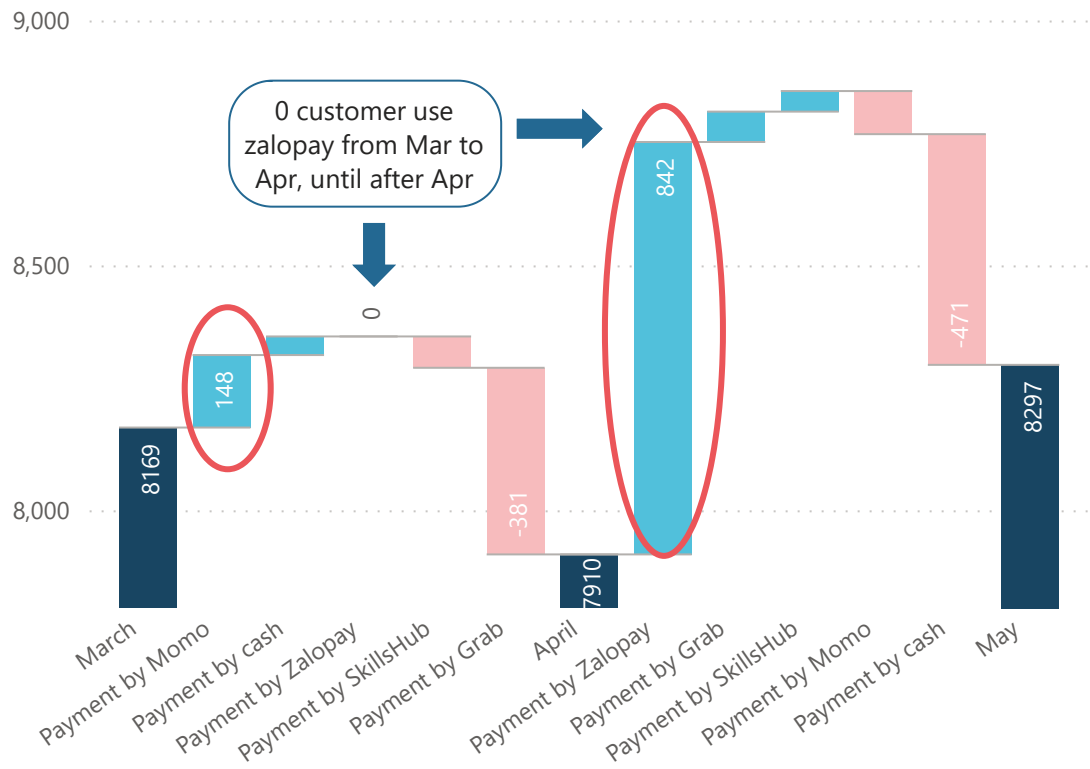 9,000
0 customer use
zalopay from Mar to
Apr, until after Apr
842
8,500
0
-471
148
8297
8169
-381
8,000
7910
March
Payment by Momo
Payment by cash
Payment by Zalopay
Payment by SkillsHub
Payment by Grab
April
Payment by Zalopay
Payment by Grab
Payment by SkillsHub
Payment by Momo
Payment by cash
May